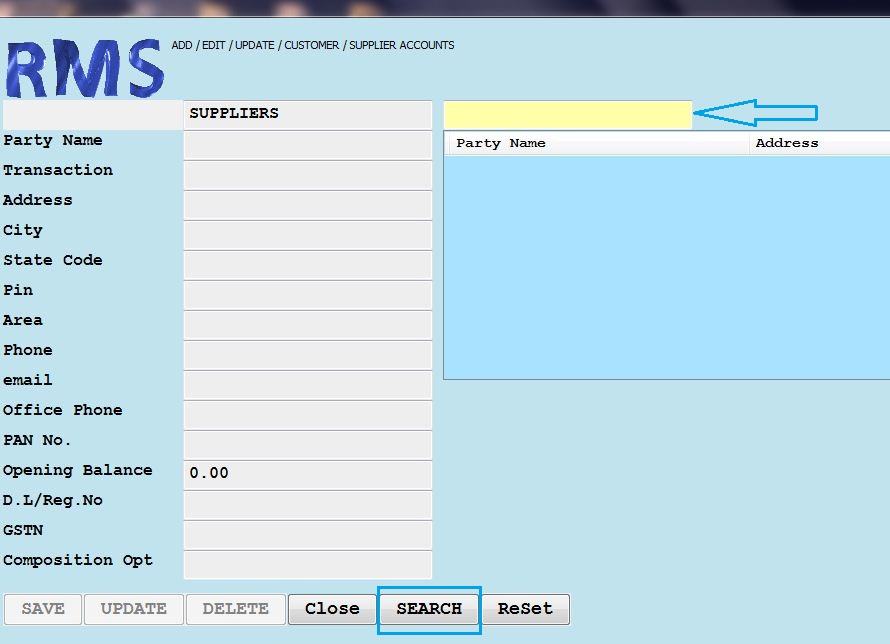 RMS
ADD / EDIT / UPDATE / CUSTOMER / SUPPLIER ACCOUNTS
SUPPLIERS
Party Name
Transaction
Address
City
State Code
Pin
Area
Phone
email
Office Phone
PAN No.
Opening Balance 0.00
D.L/Reg.No
GSTN
Composition Opt
Party Name Address
SAVE UPDATE DELETE Close SEARCH ReSet